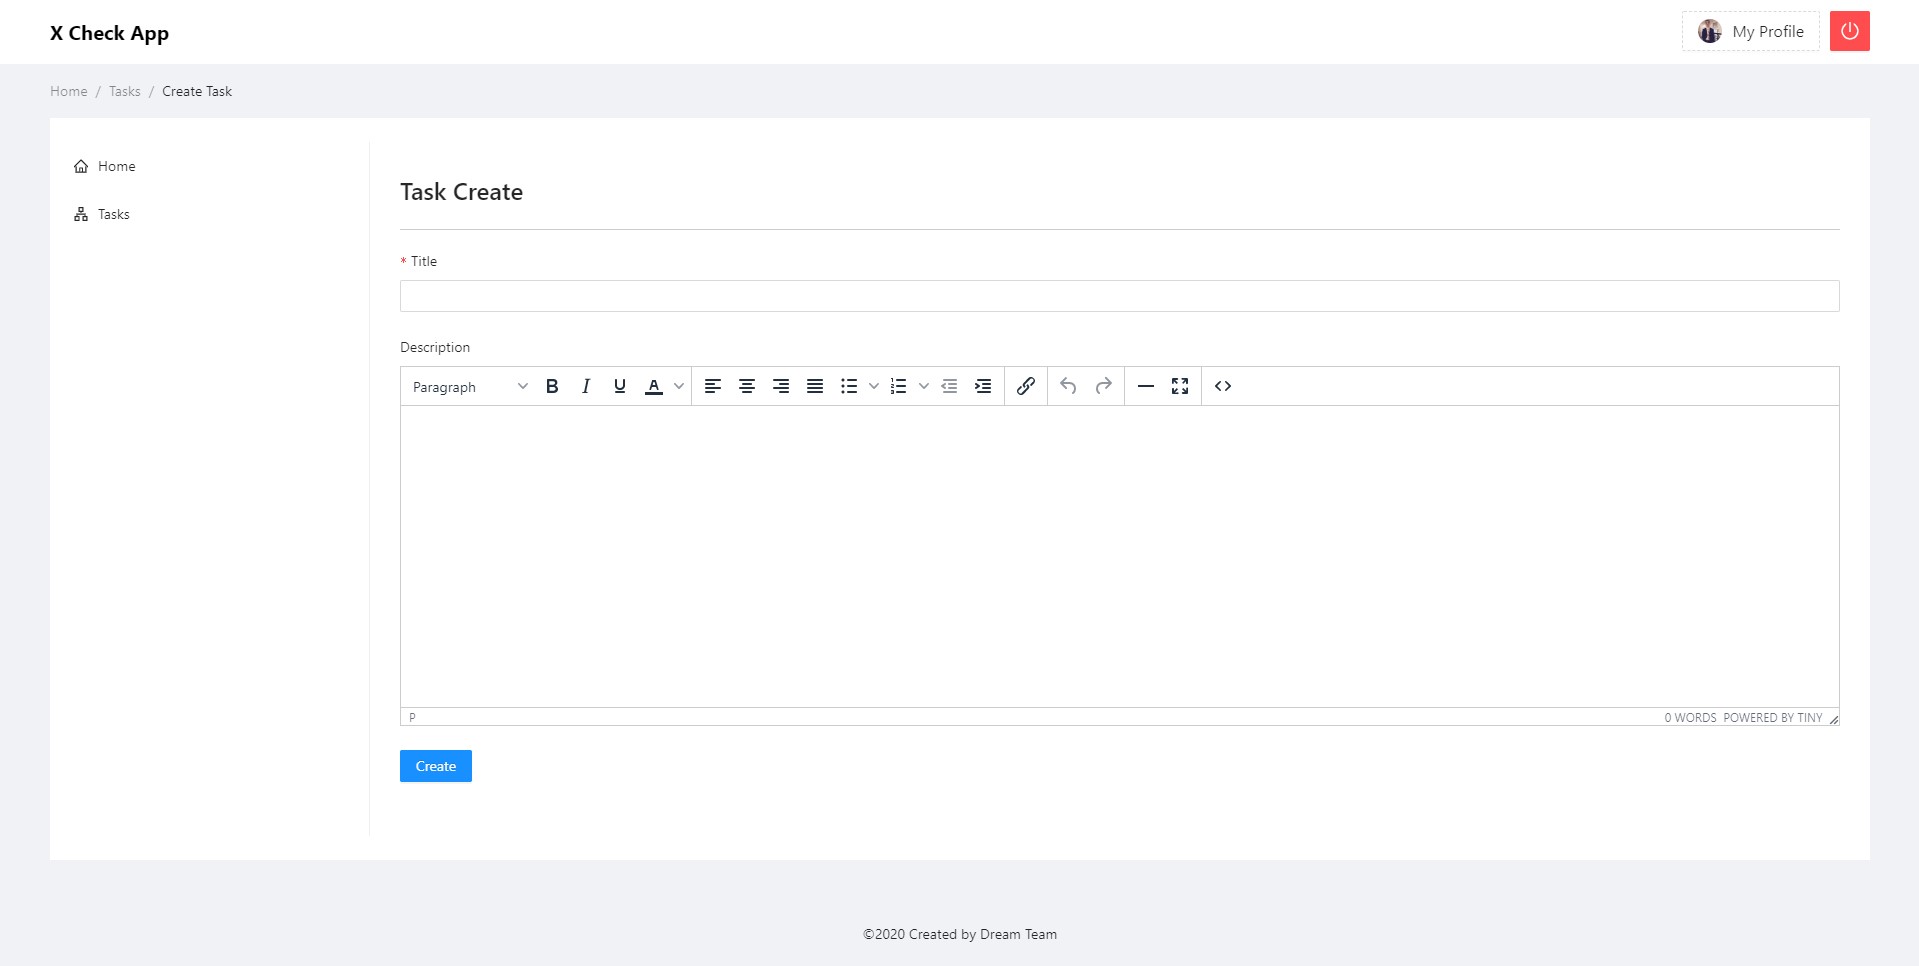 X Check App
My Profile
Home / Tasks / Create Task
Home
Tasks
Task Create
* Title
Description
Paragraph
P
0 WORDS POWERED BY TINY
Create
©2020 Created by Dream Team